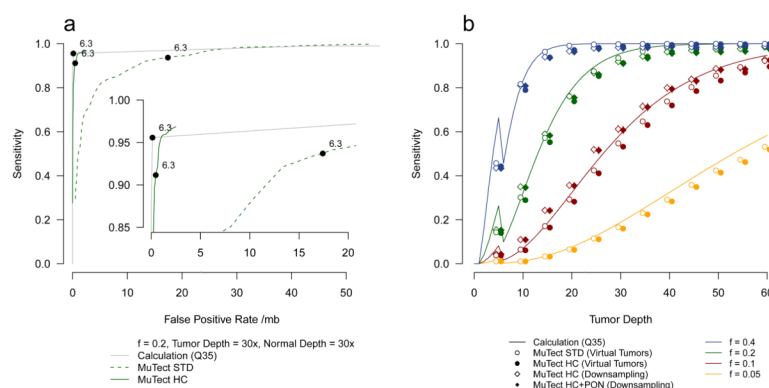 a
b
6.3
6.3
6.3
1.0
0.8
0.6
0.4
0.2
0.0
Sensitivity
1.00
0.95
0.90
0.85
6.3
6.3
6.3
0
5
10
15
20
0
10
20
30
40
50
False Positive Rate /mb
f = 0.2, Tumor Depth = 30x, Normal Depth = 30x
Calculation (Q35)
MuTect STD
MuTect HC
1.0
0.8
0.6
0.4
0.2
0.0
Sensitivity
0
10
20
30
40
50
60
Tumor Depth
Calculation (Q35)
MuTect STD (Virtual Tumors)
MuTect HC (Virtual Tumors)
MuTect HC (Downsampling)
MuTect HC+PON (Downsampling)
f = 0.4
f = 0.2
f = 0.1
f = 0.05